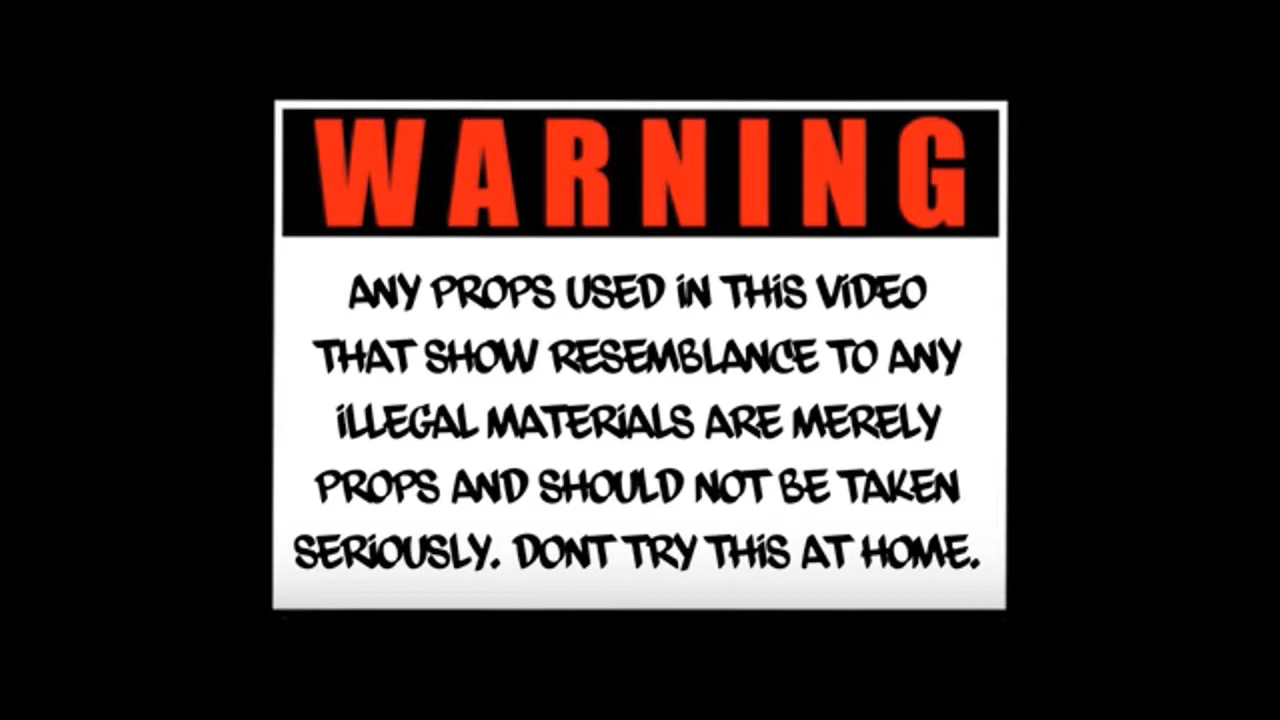 WARNING
ANY PROPS USED iN THiS ViDEO
THAT SHOW RESEMBLANCE TO ANY
iLLEGAL MATERiALS ARE MERELY
PROPS AND SHOULD NOT BE TAKEN
SERiOUSLY. DONT TRY THiS AT HOME.